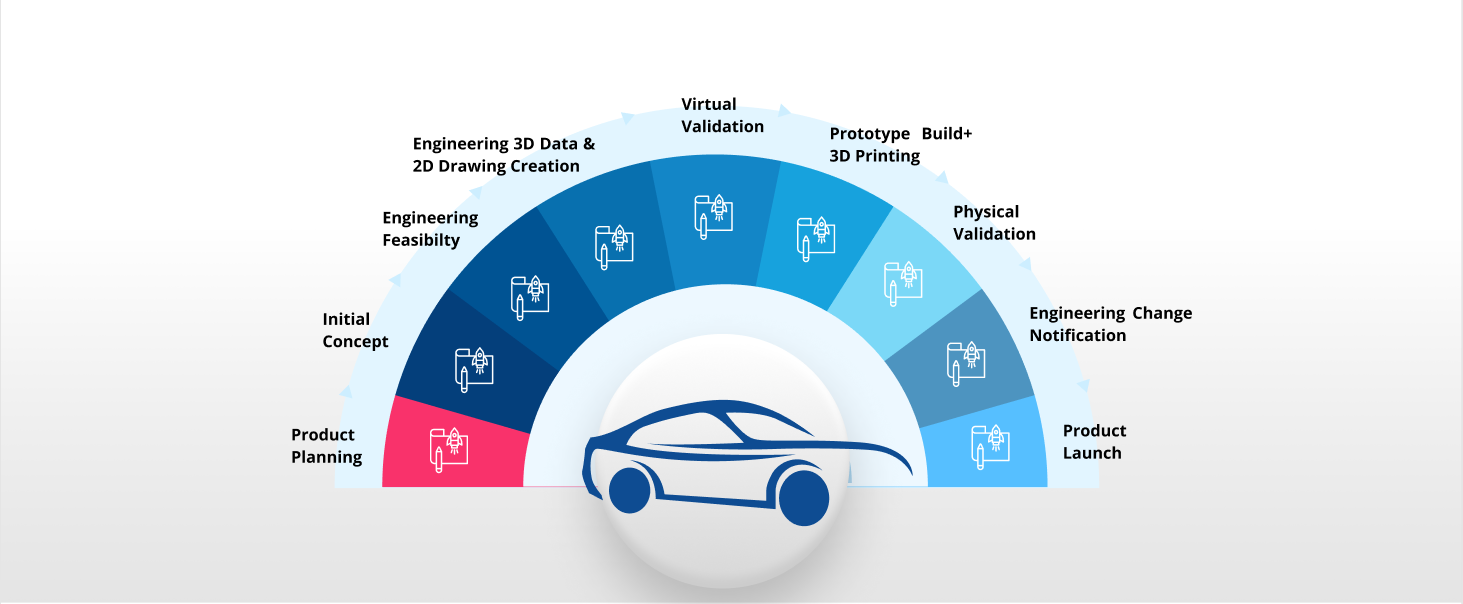 Product
Planning
Initial
Concept
Engineering
Feasibilty
Engineering 3D Data &
2D Drawing Creation
Virtual
Validation
Prototype Build+
3D Printing
Physical
Validation
Engineering Change
Notification
Product
Launch